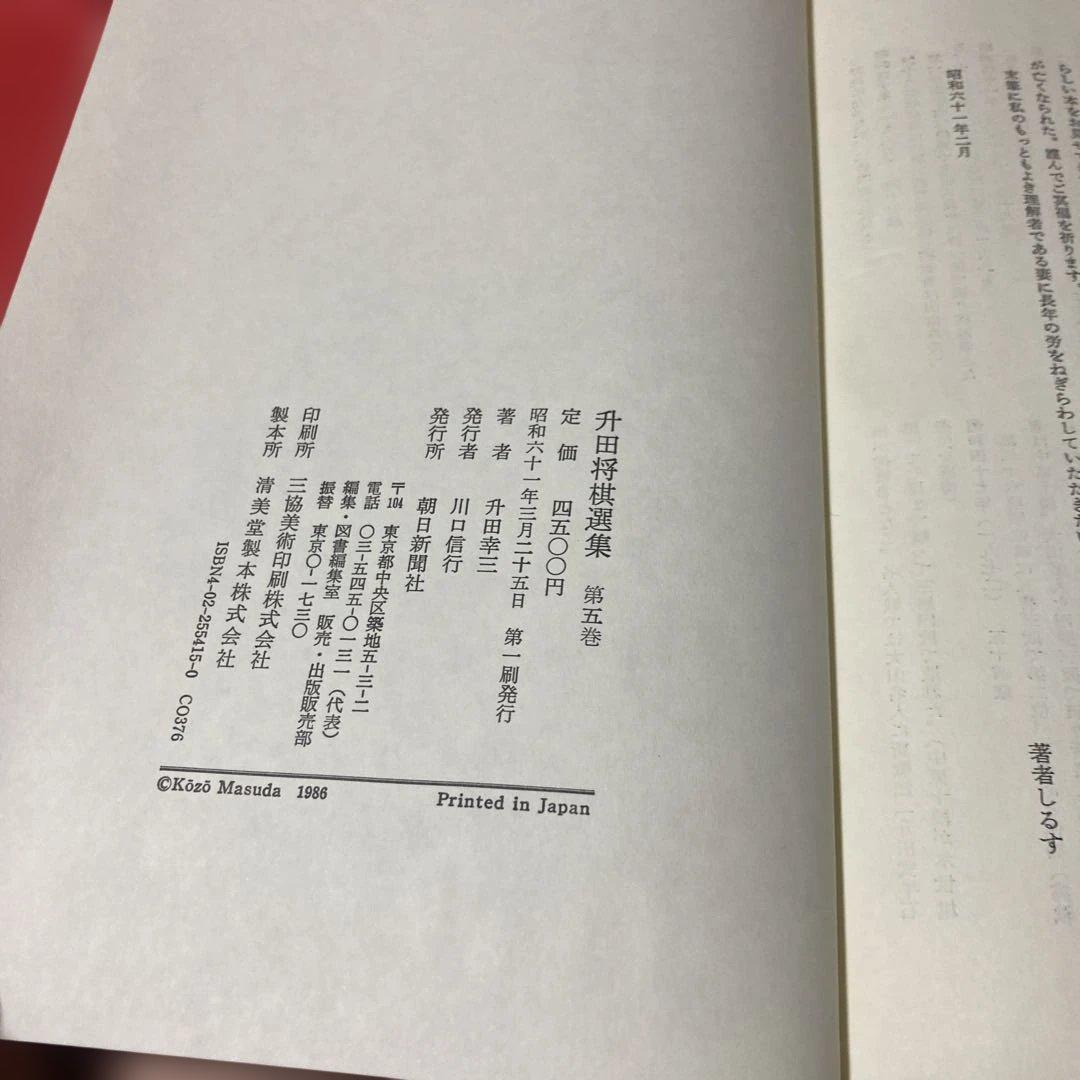 が亡くなられた。謹んでご冥福を祈ります。
末筆に私のもっともよき理解者である妻に長年の労をねぎらわしていただき
昭和六十一年二月
著者しるす
升田将棋選集 第五巻
定価 四五〇〇円
昭和六十一年三月二十五日 第一刷発行
著者 升田幸三
発行者 川口信行
発行所 朝日新聞社
〒104 東京都中央区築地五-三-二
電話 〇三-五四五-〇一三一(代表)
編集・図書編集室 販売・出版販売部
振替 東京〇-一七三〇
印刷所 三協美術印刷株式会社
製本所 清美堂製本株式会社
ISBN4-02-255415-0 C0376
©Kōzō Masuda 1986
Printed in Japan